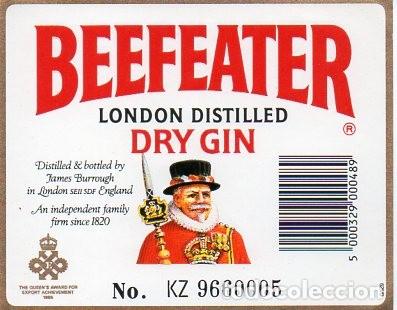 BEEFEATER
®
LONDON DISTILLED
DRY GIN
Distilled & bottled by
James Burrough
in London SE11 5DF England
An independent family
firm since 1820
5 000329 000489
THE QUEEN'S AWARD FOR
EXPORT ACHIEVEMENT
No. KZ 9660005
todocoleccion